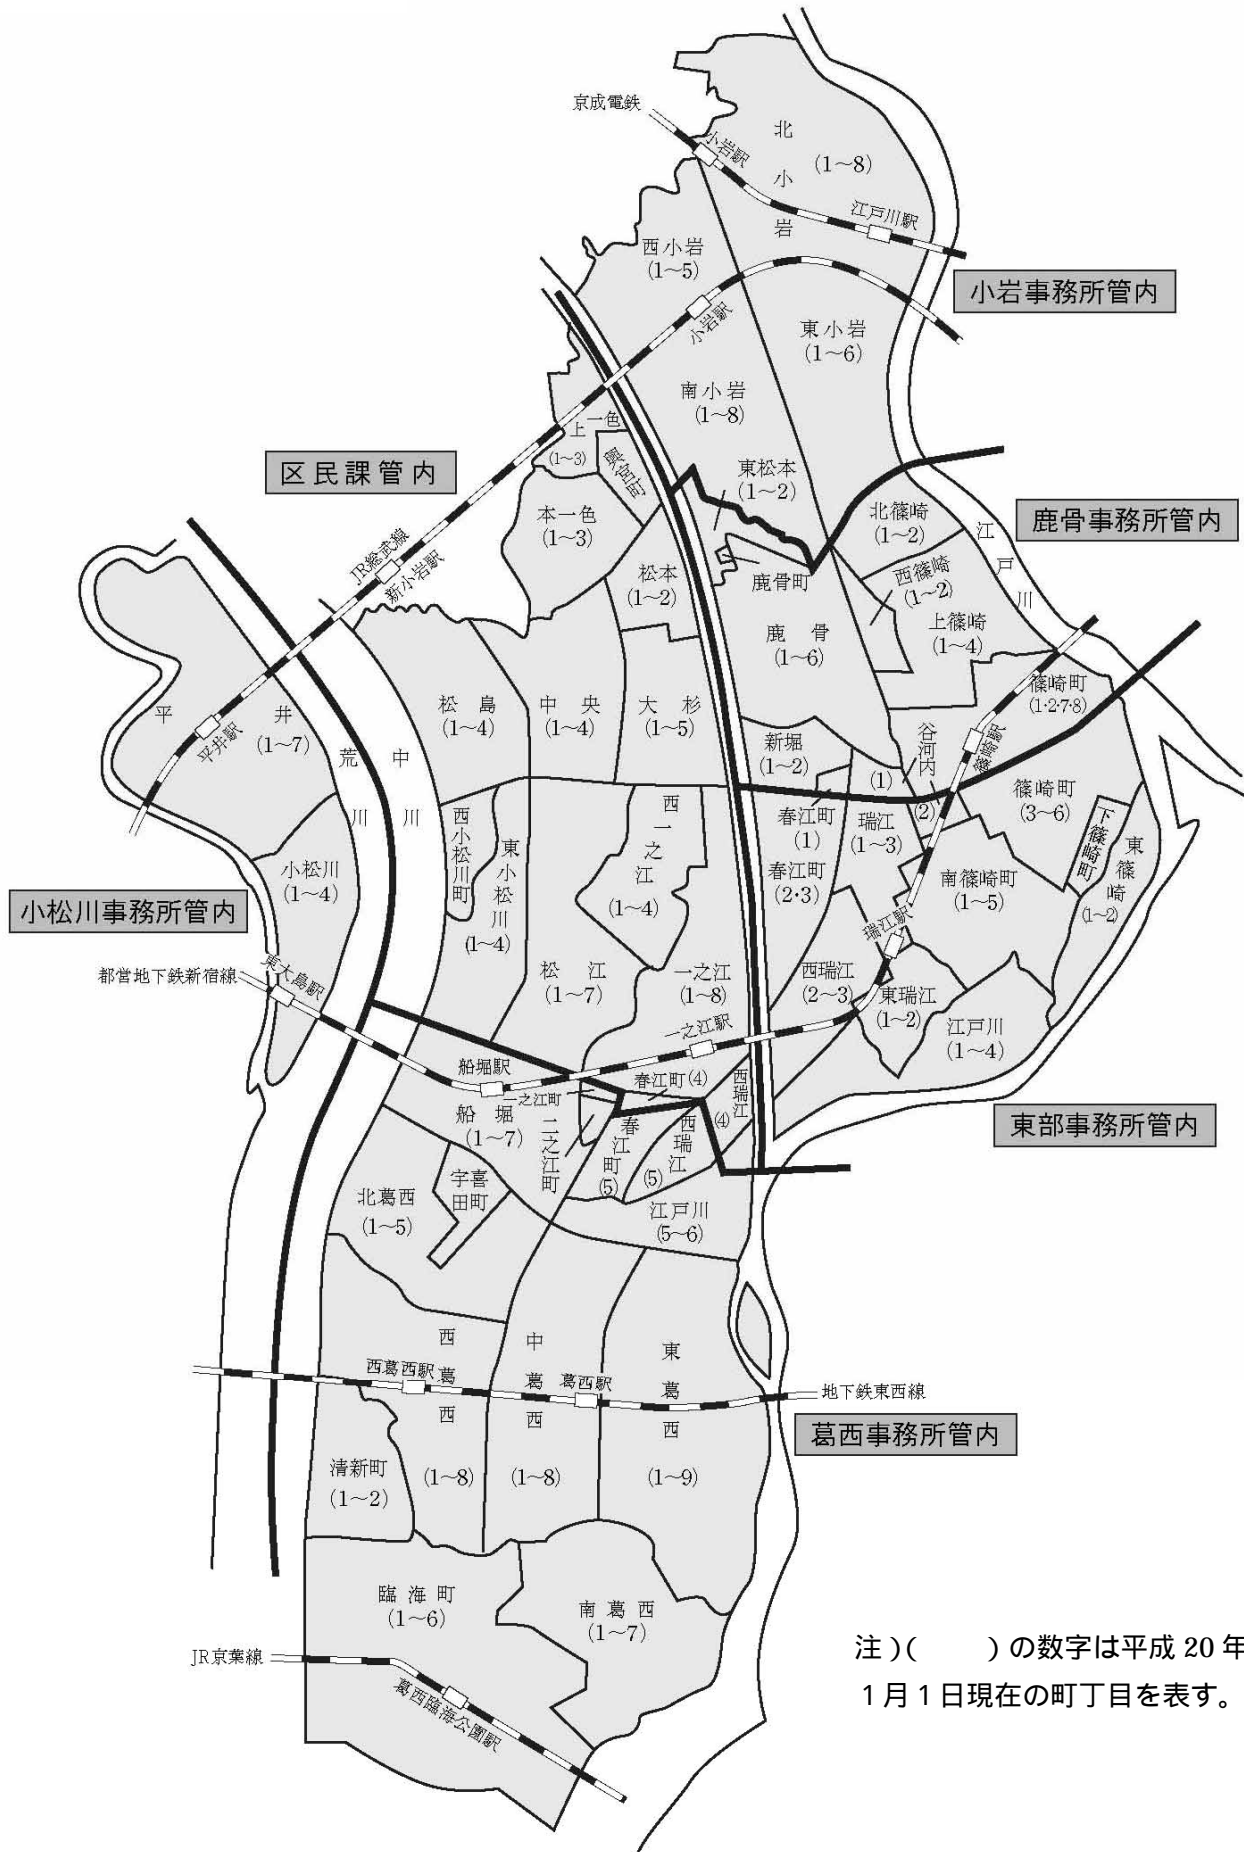 京成電鉄
小岩駅
北小岩
(1～8)
江戸川駅
西小岩
(1～5)
小岩駅
小岩事務所管内
東小岩
(1～6)
南小岩
(1～8)
上一色
(1～3)
興宮町
区民課管内
東松本
(1～2)
本一色
(1～3)
北篠崎
(1～2)
鹿骨事務所管内
江戸川
JR総武線
新小岩駅
松本
(1～2)
鹿骨町
西篠崎
(1～2)
鹿骨
(1～6)
上篠崎
(1～4)
篠崎町
(1・2・7・8)
平井
(1～7)
平井駅
荒川
中川
松島
(1～4)
中央
(1～4)
大杉
(1～5)
新堀
(1～2)
谷河内
(1)
(2)
篠崎駅
篠崎町
(3～6)
下篠崎町
東篠崎
(1～2)
西一之江
(1～4)
春江町
(1)
瑞江
(1～3)
西小松川町
東小松川
(1～4)
小松川
(1～4)
春江町
(2・3)
南篠崎町
(1～5)
小松川事務所管内
瑞江駅
都営地下鉄新宿線
東大島駅
松江
(1～7)
一之江
(1～8)
西瑞江
(2～3)
東瑞江
(1～2)
江戸川
(1～4)
一之江駅
船堀駅
春江町(4)
西瑞江
(4)
一之江町
船堀
(1～7)
二之江町
春江町
(5)
西瑞江
(5)
東部事務所管内
宇喜
田町
北葛西
(1～5)
江戸川
(5～6)
西葛西
(1～8)
中葛西
(1～8)
東葛西
(1～9)
西葛西駅
葛西駅
地下鉄東西線
葛西事務所管内
清新町
(1～2)
臨海町
(1～6)
南葛西
(1～7)
JR京葉線
葛西臨海公園駅
注)(　　)の数字は平成 20 年
1月1日現在の町丁目を表す。